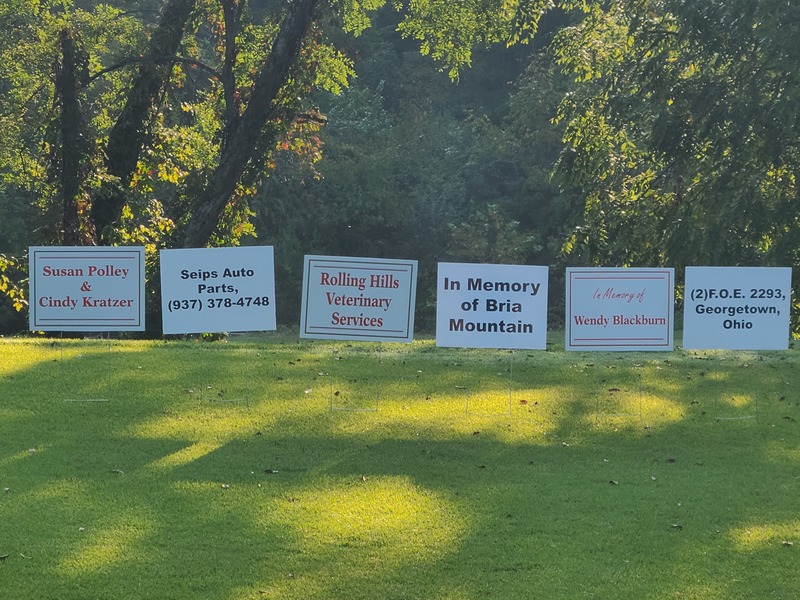 Susan Polley
&
Cindy Kratzer
Seips Auto
Parts,
(937) 378-4748
Rolling Hills
Veterinary
Services
In Memory
of Bria
Mountain
In Memory of
Wendy Blackburn
(2)F.O.E. 2293,
Georgetown,
Ohio